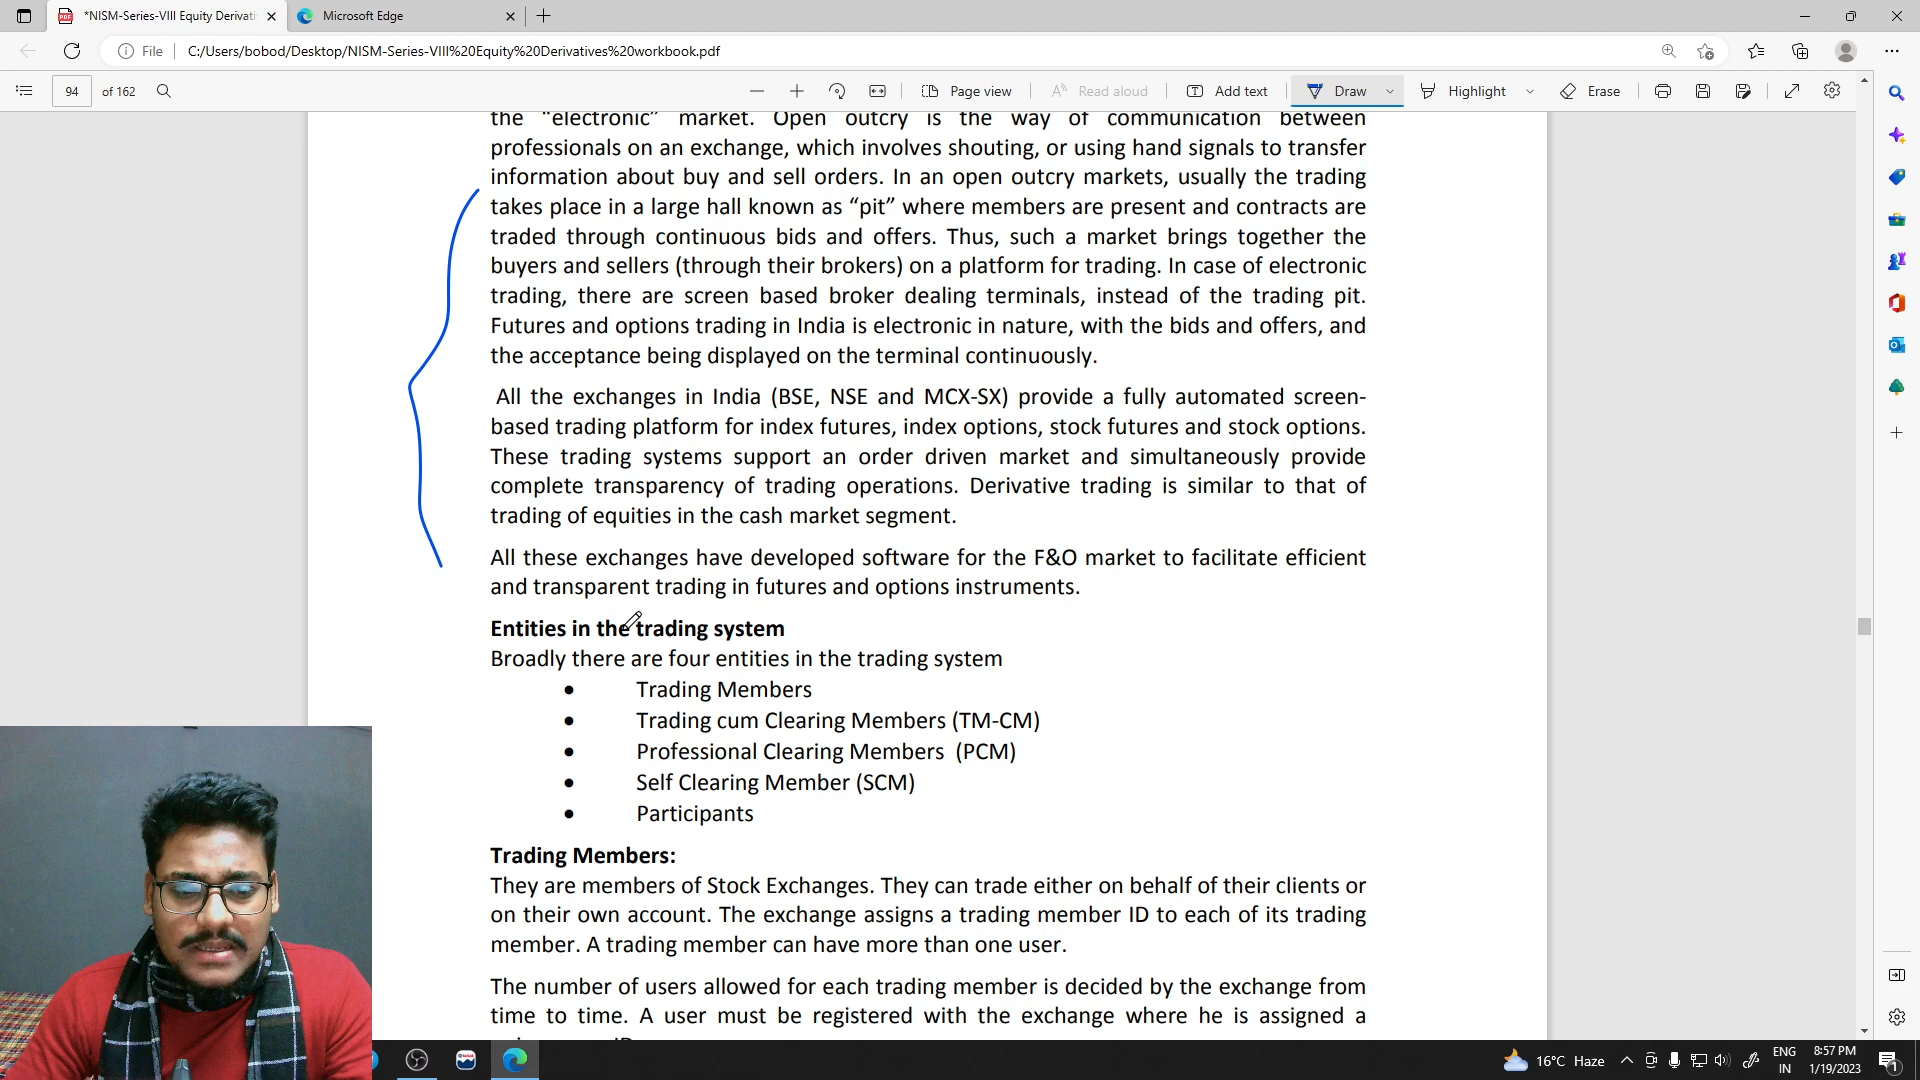 *NISM-Series-VIII Equity Derivati
Microsoft Edge
File
C:/Users/bobod/Desktop/NISM-Series-VIII%20Equity%20Derivatives%20workbook.pdf
94 of 162
Page view
Read aloud
Add text
Draw
Highlight
Erase
the “electronic” market. Open outcry is the way of communication between
professionals on an exchange, which involves shouting, or using hand signals to transfer
information about buy and sell orders. In an open outcry markets, usually the trading
takes place in a large hall known as “pit” where members are present and contracts are
traded through continuous bids and offers. Thus, such a market brings together the
buyers and sellers (through their brokers) on a platform for trading. In case of electronic
trading, there are screen based broker dealing terminals, instead of the trading pit.
Futures and options trading in India is electronic in nature, with the bids and offers, and
the acceptance being displayed on the terminal continuously.
All the exchanges in India (BSE, NSE and MCX-SX) provide a fully automated screen-
based trading platform for index futures, index options, stock futures and stock options.
These trading systems support an order driven market and simultaneously provide
complete transparency of trading operations. Derivative trading is similar to that of
trading of equities in the cash market segment.
All these exchanges have developed software for the F&O market to facilitate efficient
and transparent trading in futures and options instruments.
Entities in the trading system
Broadly there are four entities in the trading system
• Trading Members
• Trading cum Clearing Members (TM-CM)
• Professional Clearing Members (PCM)
• Self Clearing Member (SCM)
• Participants
Trading Members:
They are members of Stock Exchanges. They can trade either on behalf of their clients or
on their own account. The exchange assigns a trading member ID to each of its trading
member. A trading member can have more than one user.
The number of users allowed for each trading member is decided by the exchange from
time to time. A user must be registered with the exchange where he is assigned a
16°C Haze
ENG
IN
8:57 PM
1/19/2023
1